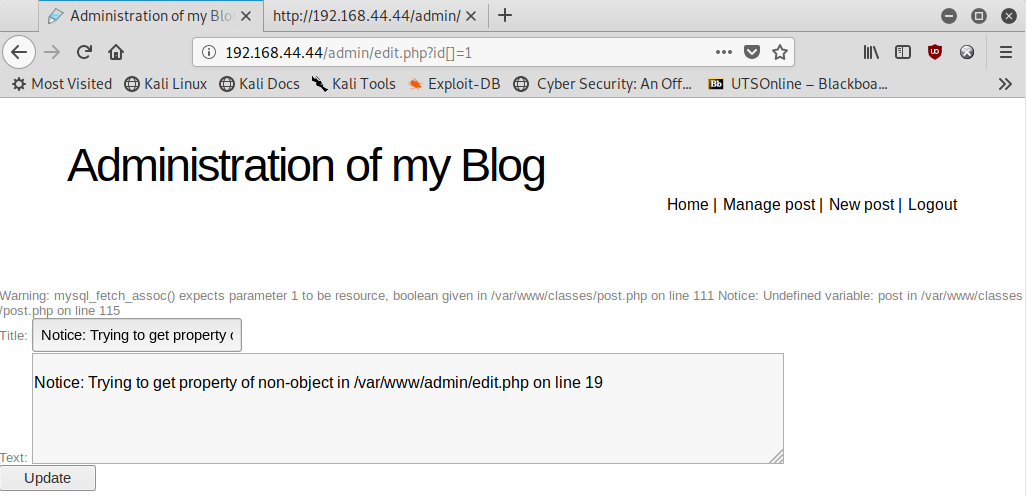 Administration of my Blo
http://192.168.44.44/admin/
192.168.44.44/admin/edit.php?id[]=1
Most Visited Kali Linux Kali Docs Kali Tools Exploit-DB Cyber Security: An Off... UTSOnline – Blackboa...
Administration of my Blog
Home | Manage post | New post | Logout
Warning: mysql_fetch_assoc() expects parameter 1 to be resource, boolean given in /var/www/classes/post.php on line 111 Notice: Undefined variable: post in /var/www/classes
/post.php on line 115
Title: Notice: Trying to get property
Notice: Trying to get property of non-object in /var/www/admin/edit.php on line 19
Text:
Update